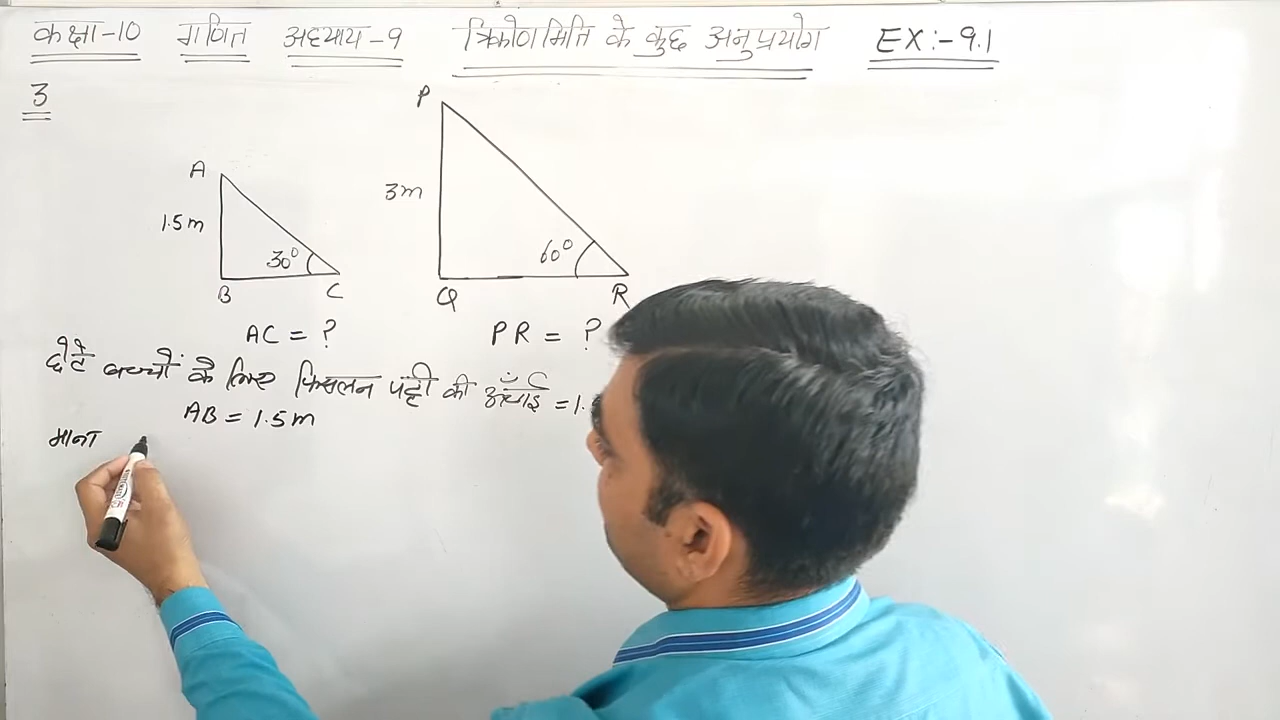 कक्षा-10 गणित अध्याय-9 त्रिकोणमिति के कुछ अनुप्रयोग EX:-9.1
3
P
A
3m
1.5m
60°
30°
B C Q R
AC = ? PR = ?
छोटे बच्चों के लिए फिसलन पट्टी की ऊंचाई = 1.
AB = 1.5m
माना